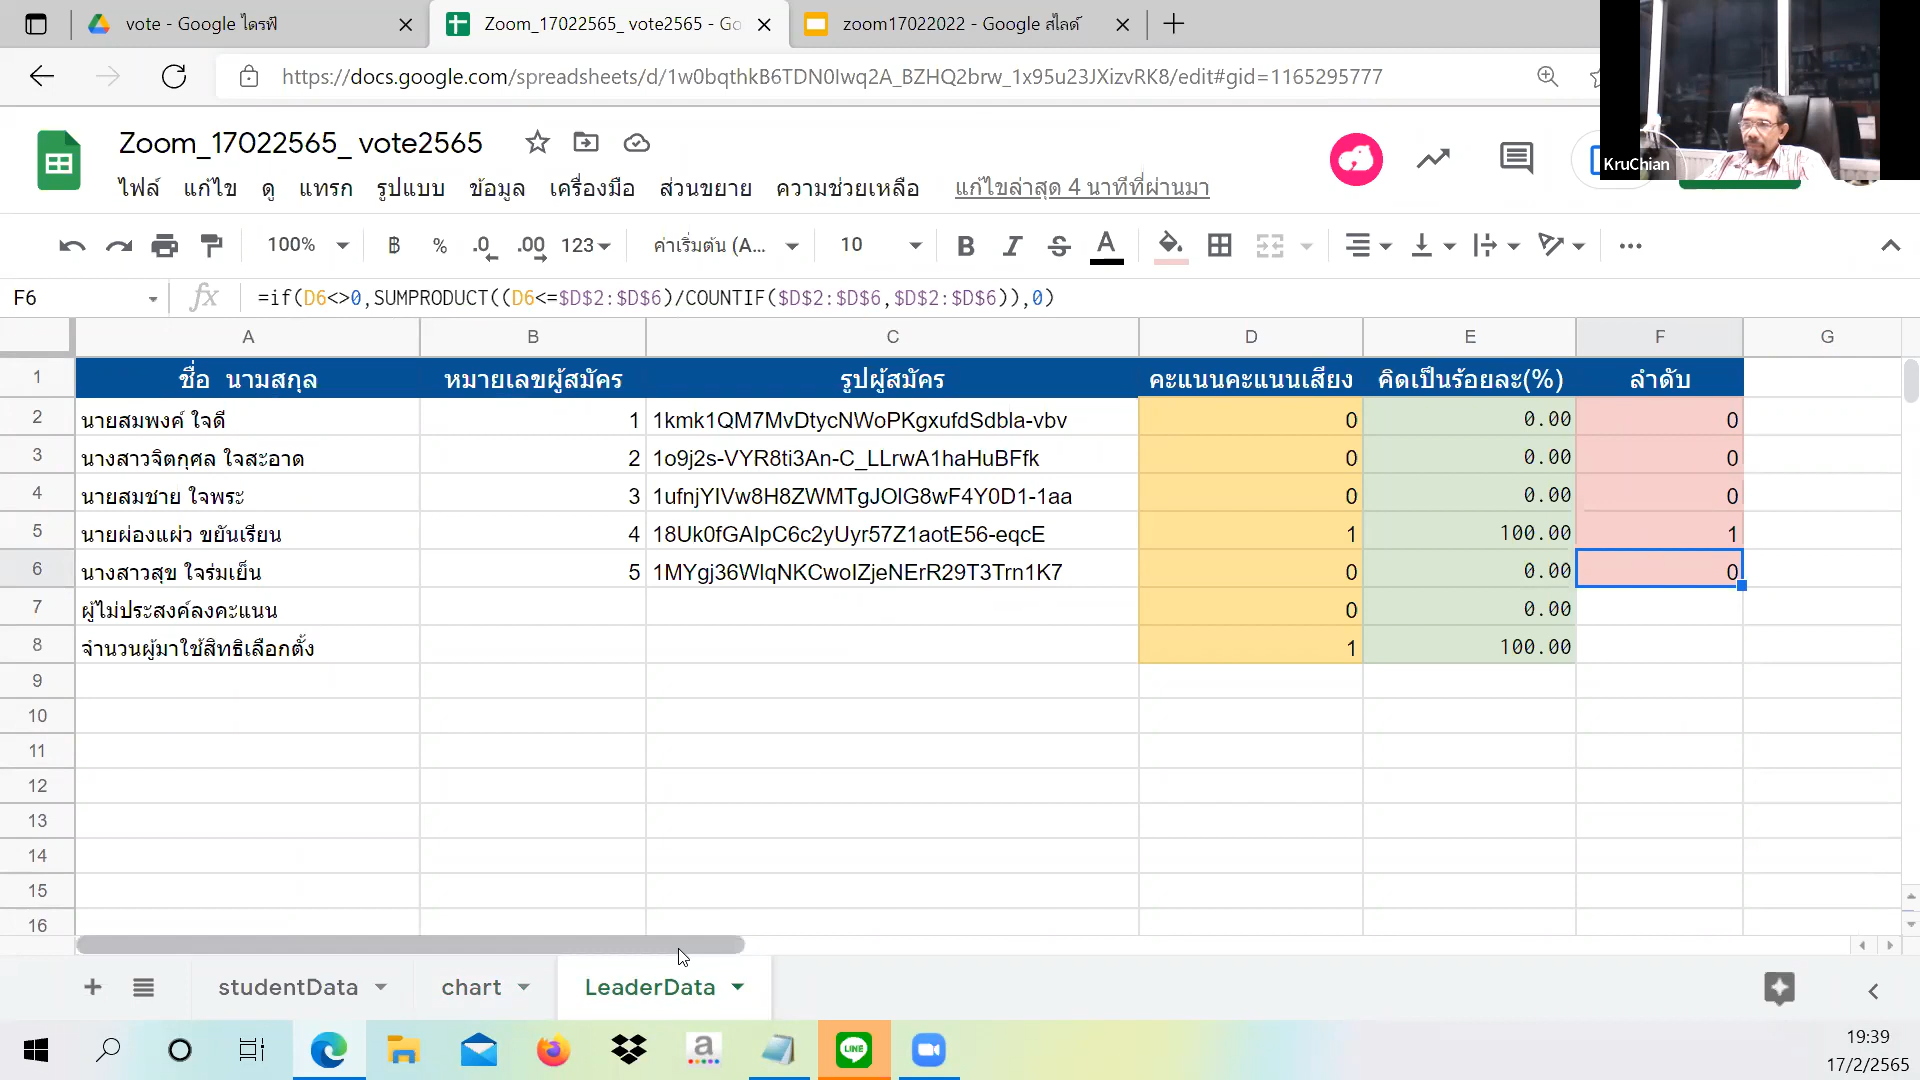 vote - Google ไดรฟ์
Zoom_17022565_ vote2565 - Go
zoom17022022 - Google สไลด์
https://docs.google.com/spreadsheets/d/1w0bqthkB6TDN0Iwq2A_BZHQ2brw_1x95u23JXizvRK8/edit#gid=1165295777
KruChian
Zoom_17022565_ vote2565
ไฟล์ แก้ไข ดู แทรก รูปแบบ ข้อมูล เครื่องมือ ส่วนขยาย ความช่วยเหลือ แก้ไขล่าสุด 4 นาทีที่ผ่านมา
100% ฿ % .0 .00 123 ค่าเริ่มต้น (A... 10 B I S A
F6 fx =if(D6<>0,SUMPRODUCT((D6<=$D$2:$D$6)/COUNTIF($D$2:$D$6,$D$2:$D$6)),0)
A B C D E F G
1 ชื่อ นามสกุล หมายเลขผู้สมัคร รูปผู้สมัคร คะแนนคะแนนเสียง คิดเป็นร้อยละ(%) ลำดับ
2 นายสมพงค์ ใจดี 1 1kmk1QM7MvDtycNWoPKgxufdSdbla-vbv 0 0.00 0
3 นางสาวจิตกุศล ใจสะอาด 2 1o9j2s-VYR8ti3An-C_LLrwA1haHuBFfk 0 0.00 0
4 นายสมชาย ใจพระ 3 1ufnjYIVw8H8ZWMTgJOlG8wF4Y0D1-1aa 0 0.00 0
5 นายผ่องแผ่ว ขยันเรียน 4 18Uk0fGAIpC6c2yUyr57Z1aotE56-eqcE 1 100.00 1
6 นางสาวสุข ใจร่มเย็น 5 1MYgj36WlqNKCwoIZjeNErR29T3Trn1K7 0 0.00 0
7 ผู้ไม่ประสงค์ลงคะแนน 0 0.00
8 จำนวนผู้มาใช้สิทธิเลือกตั้ง 1 100.00
9
10
11
12
13
14
15
16
studentData chart LeaderData
a LINE
19:39
17/2/2565